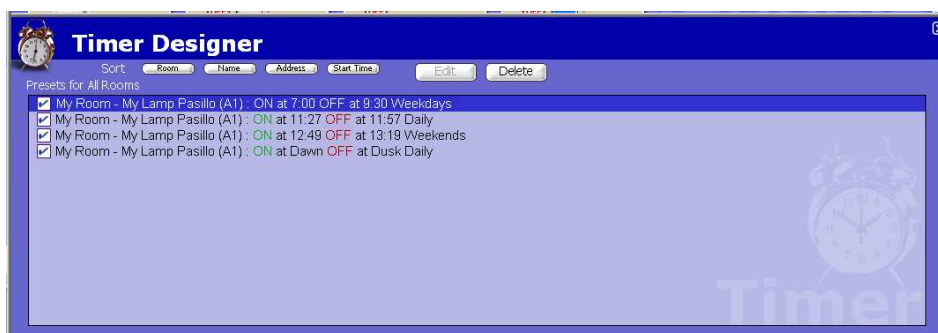 Timer Designer
Sort Room Name Address Start Time Edit Delete
Presets for All Rooms
My Room - My Lamp Pasillo (A1) : ON at 7:00 OFF at 9:30 Weekdays
My Room - My Lamp Pasillo (A1) : ON at 11:27 OFF at 11:57 Daily
My Room - My Lamp Pasillo (A1) : ON at 12:49 OFF at 13:19 Weekends
My Room - My Lamp Pasillo (A1) : ON at Dawn OFF at Dusk Daily
Timer